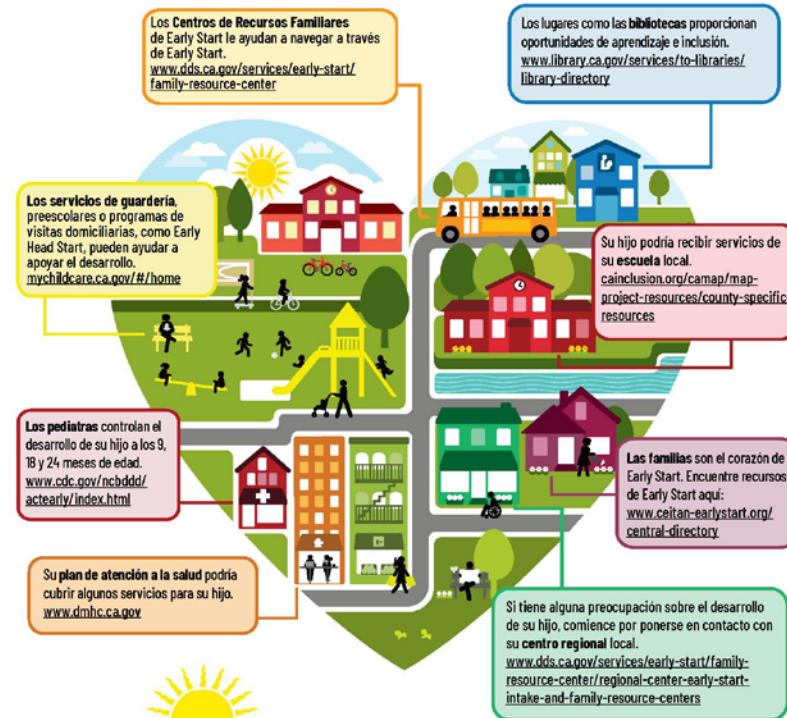 Los Centros de Recursos Familiares
de Early Start le ayudan a navegar a través
de Early Start.
www.dds.ca.gov/services/early-start/
family-resource-center
Los lugares como las bibliotecas proporcionan
oportunidades de aprendizaje e inclusión.
www.library.ca.gov/services/to-libraries/
library-directory
Los servicios de guardería,
preescolares o programas de
visitas domiciliarias, como Early
Head Start, pueden ayudar a
apoyar el desarrollo.
mychildcare.ca.gov/#/home
Su hijo podría recibir servicios de
su escuela local.
cainclusion.org/camap/map-
project-resources/county-specific-
resources
Los pediatras controlan el
desarrollo de su hijo a los 9,
18 y 24 meses de edad.
www.cdc.gov/ncbddd/
actearly/index.html
Las familias son el corazón de
Early Start. Encuentre recursos
de Early Start aquí:
www.ceitan-earlystart.org/
central-directory
Su plan de atención a la salud podría
cubrir algunos servicios para su hijo.
www.dmhc.ca.gov
Si tiene alguna preocupación sobre el desarrollo
de su hijo, comience por ponerse en contacto con
su centro regional local.
www.dds.ca.gov/services/early-start/family-
resource-center/regional-center-early-start-
intake-and-family-resource-centers